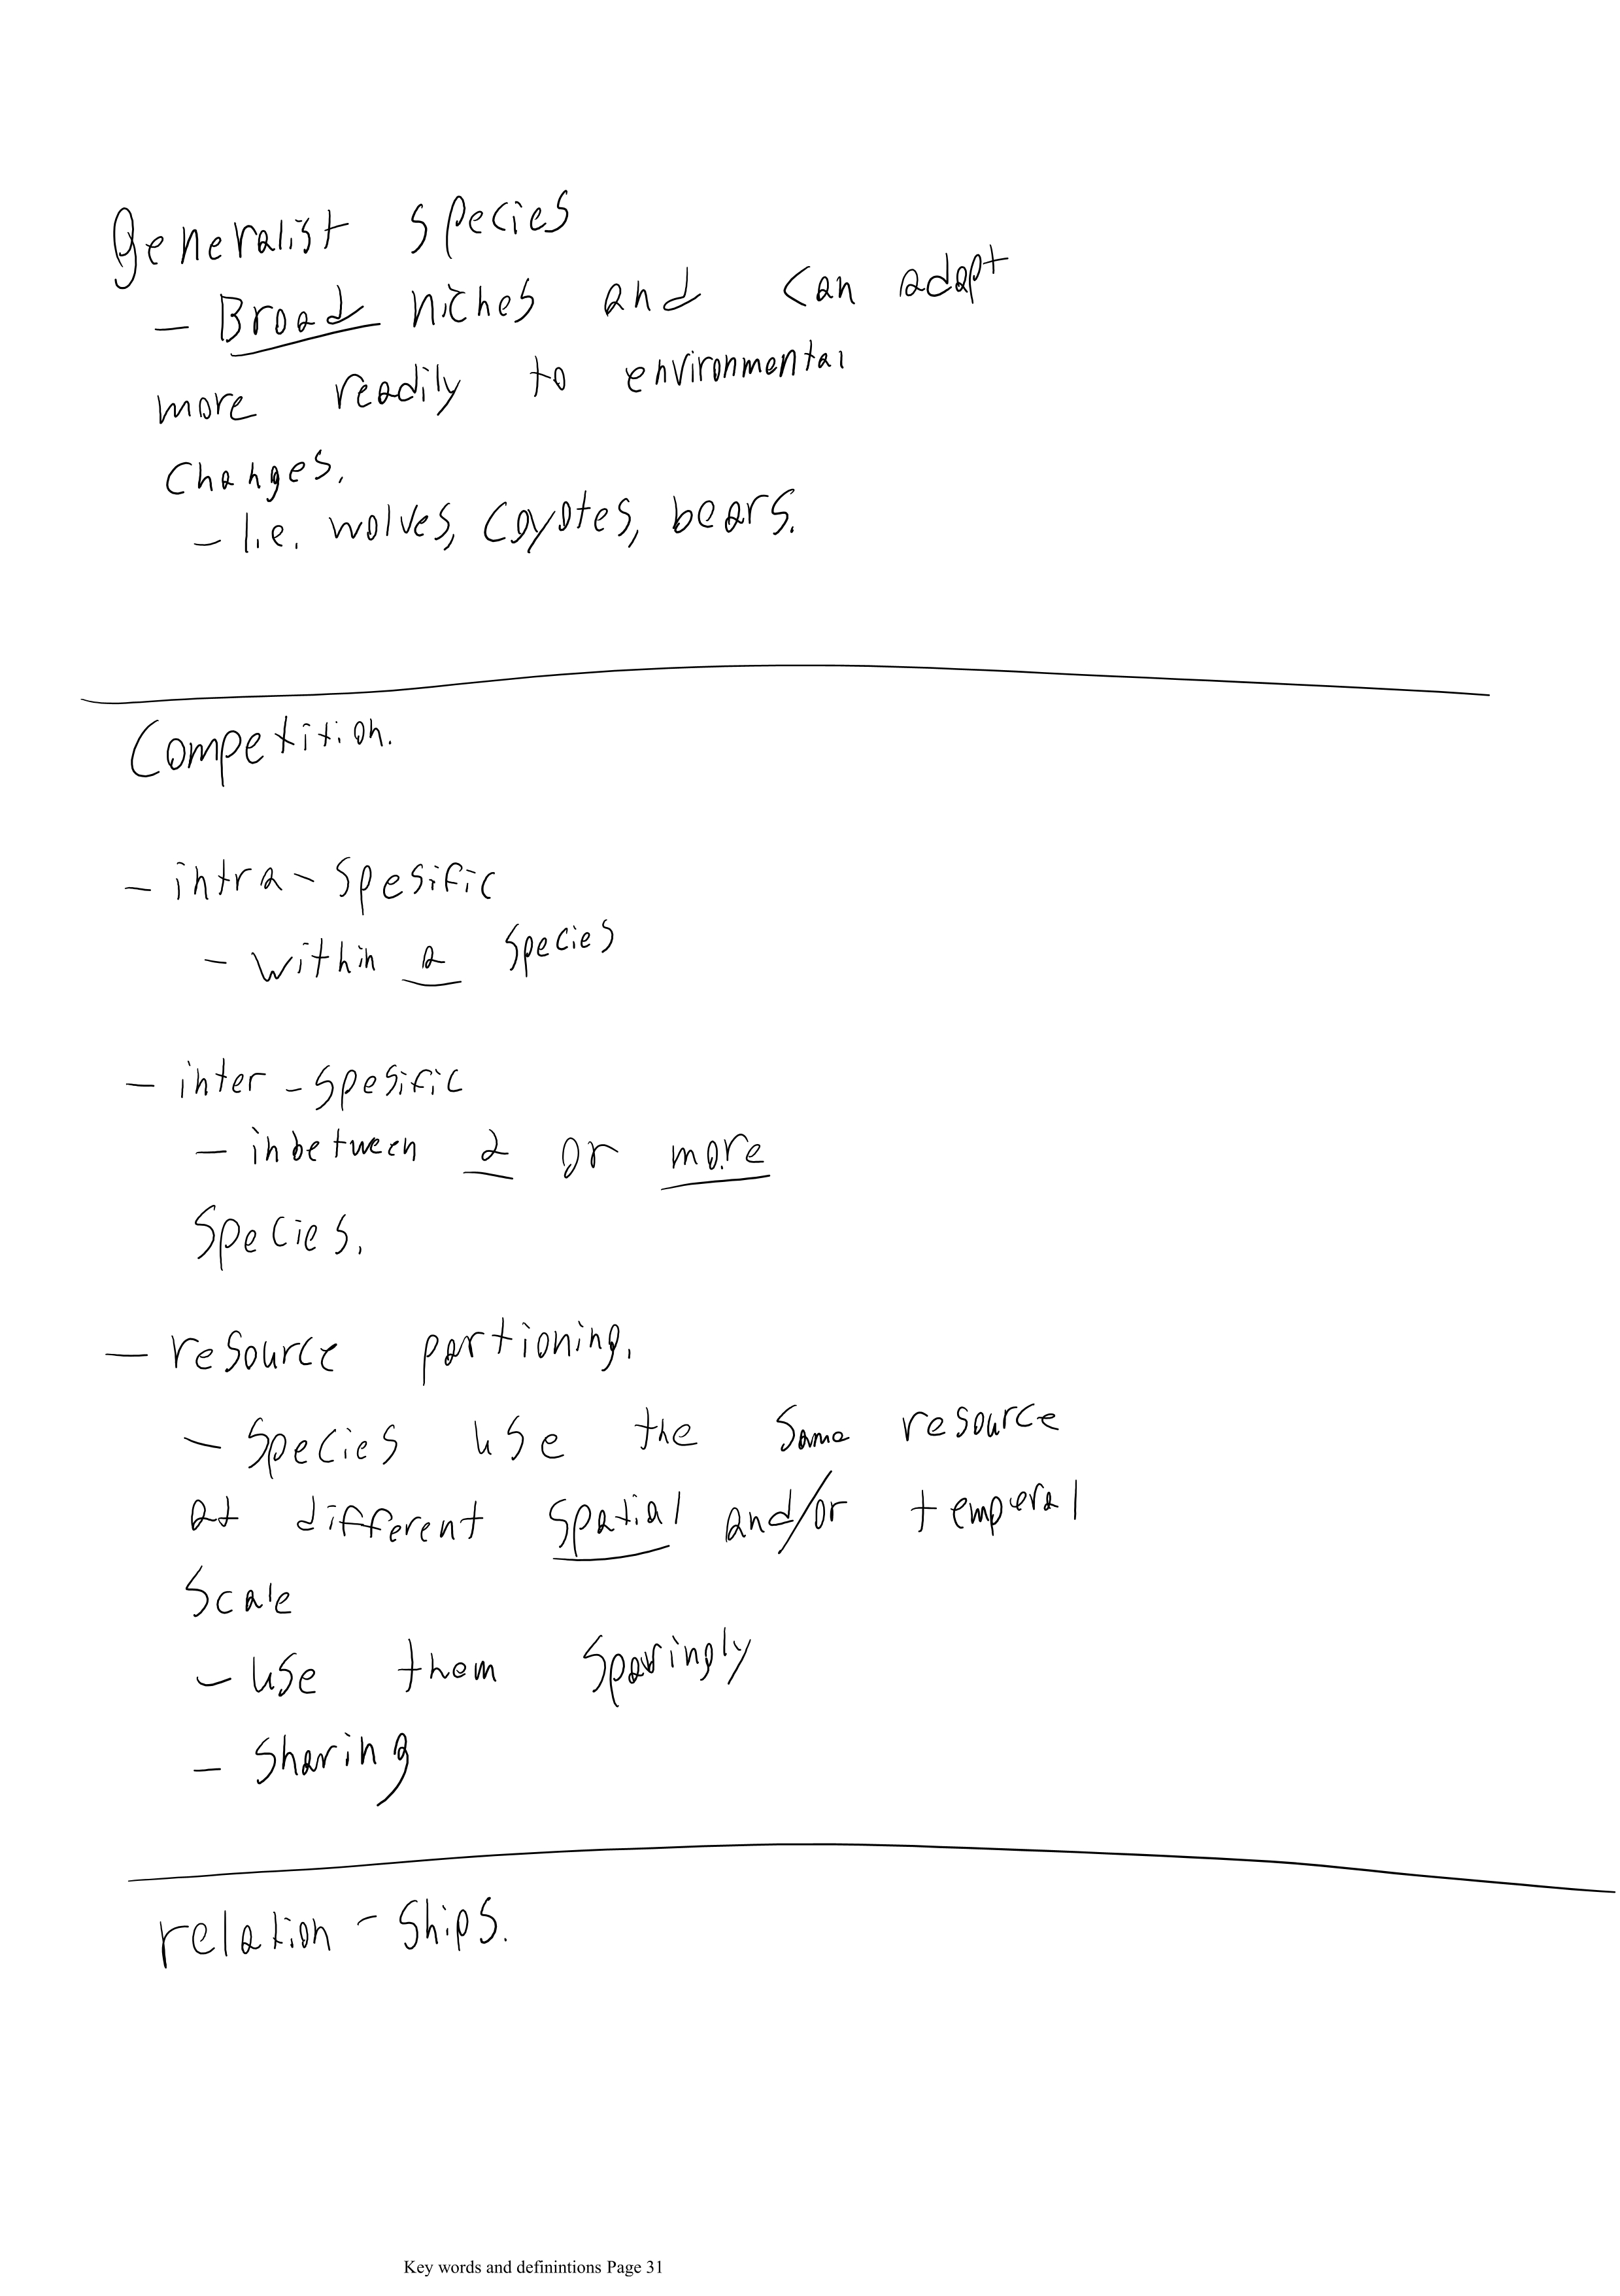 Generalist Species
- Broad niches and can adapt
more readily to environmental
Changes.
- I.e. wolves, Coyotes, bears.
Competition.
- intra - Spesific
- within a Species
- inter - Spesific
- inbetween 2 or more
Species.
- resource partioning.
- Species use the Same resource
at different Spatial and/or temperal
Scale
- Use them Sparingly
- Sharing
relation - Ships.
Key words and definintions Page 31